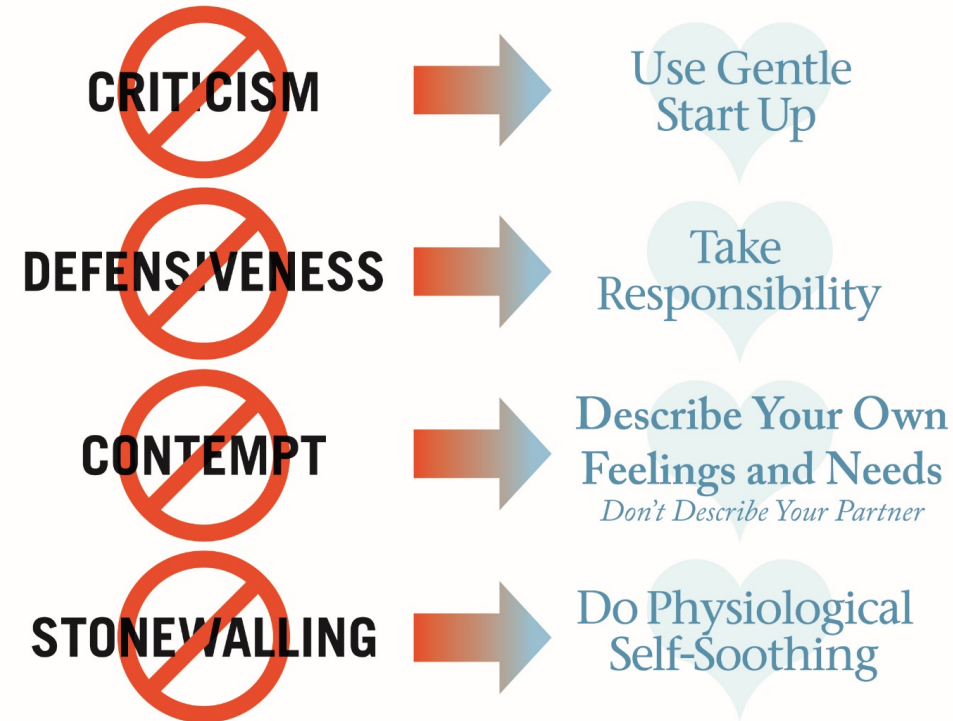 CRITICISM
Use Gentle
Start Up
DEFENSIVENESS
Take
Responsibility
CONTEMPT
Describe Your Own
Feelings and Needs
Don't Describe Your Partner
STONEWALLING
Do Physiological
Self-Soothing